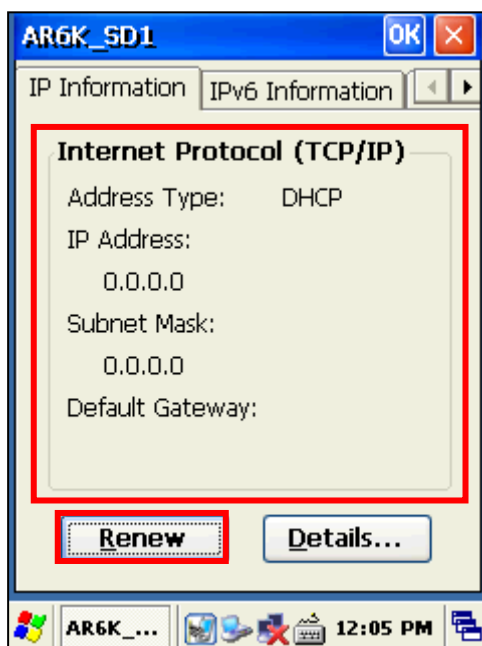 AR6K_SD1 OK
IP Information IPv6 Information
Internet Protocol (TCP/IP)
Address Type: DHCP
IP Address:
0.0.0.0
Subnet Mask:
0.0.0.0
Default Gateway:
Renew Details...
AR6K_... 12:05 PM